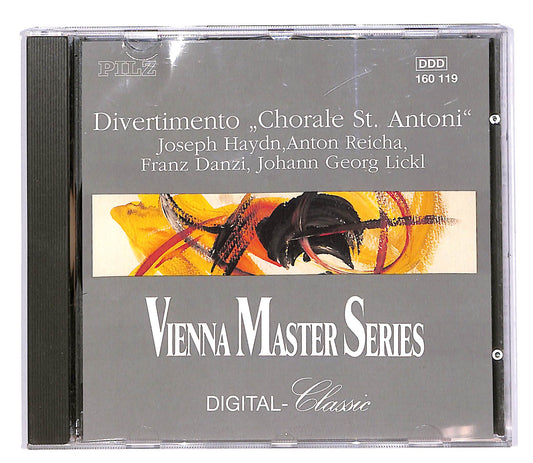 PILZ
DDD
160 119
Divertimento „Chorale St. Antoni“
Joseph Haydn, Anton Reicha,
Franz Danzi, Johann Georg Lickl
VIENNA MASTER SERIES
DIGITAL-Classic